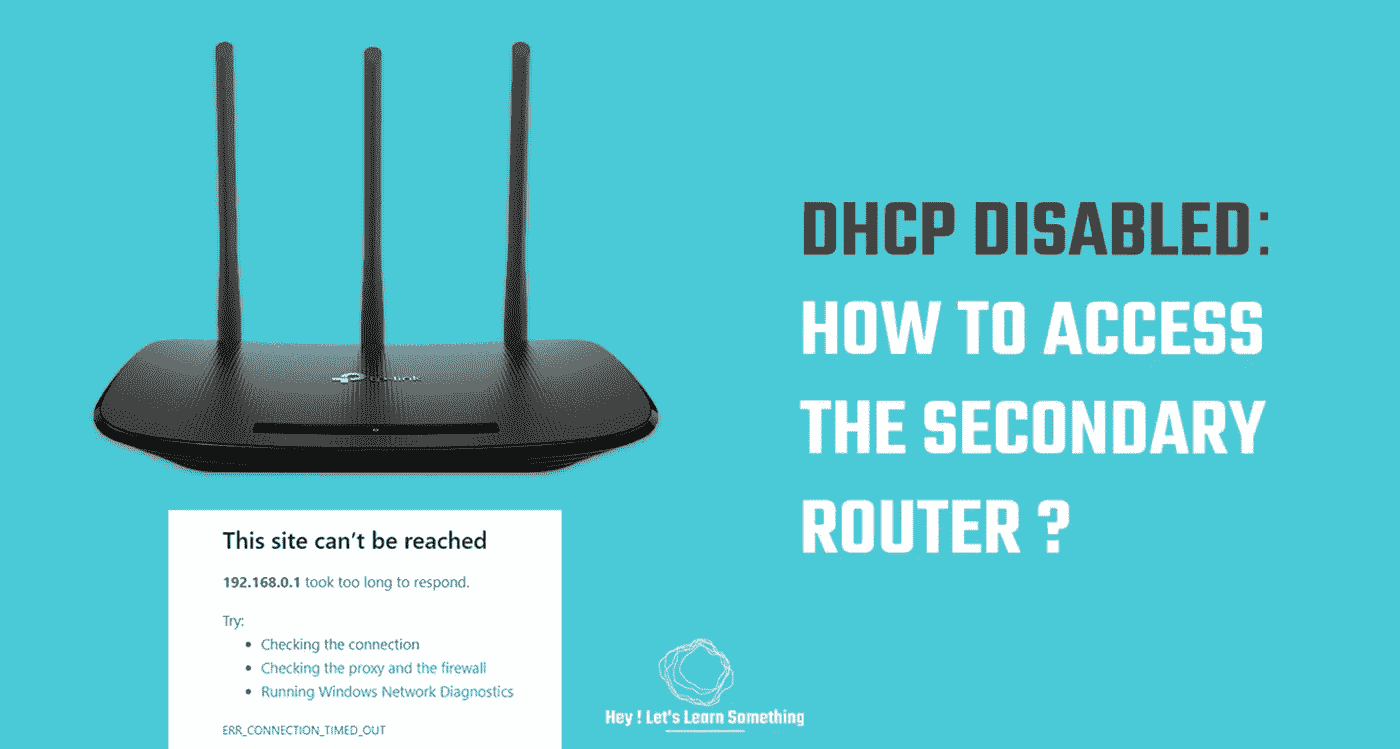 tp-link
DHCP DISABLED:
HOW TO ACCESS
THE SECONDARY
ROUTER ?
This site can't be reached
192.168.0.1 took too long to respond.
Try:
• Checking the connection
• Checking the proxy and the firewall
• Running Windows Network Diagnostics
ERR_CONNECTION_TIMED_OUT
Hey ! Let's Learn Something